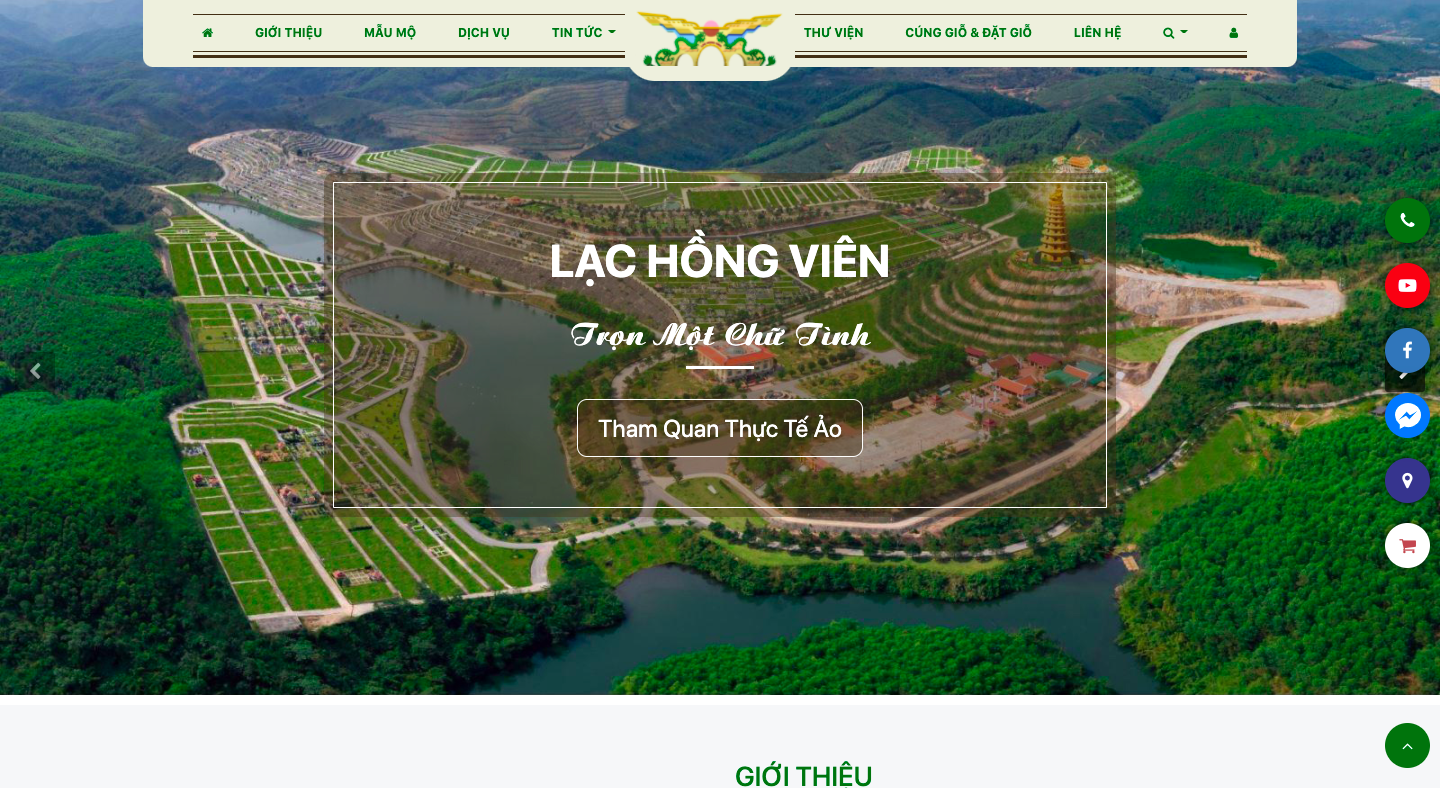 GIỚI THIỆU
MẪU MỘ
DỊCH VỤ
TIN TỨC
THƯ VIỆN
CÚNG GIỖ & ĐẶT GIỖ
LIÊN HỆ
LẠC HỒNG VIÊN
Trọn Một Chữ Tình
Tham Quan Thực Tế Ảo
GIỚI THIỆU